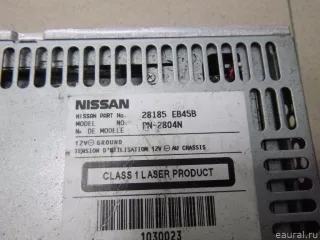 NISSAN
NISSAN PART No. 28185 EB45B
MODEL NO. PN-2804N
No DE MODELE
12V⊖ GROUND
TENSION D'UTILISATION 12V⊖ AU CHASSIS
CLASS 1 LASER PRODUCT
1030023
eaural.ru